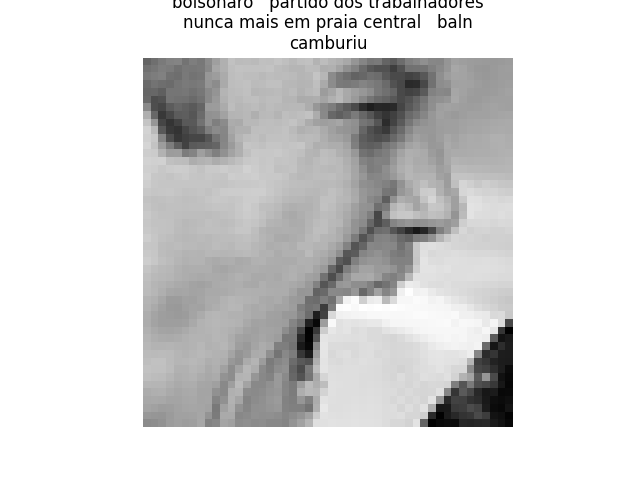 bolsonaro   partido dos trabalhadores
nunca mais em praia central   baln
camburiu